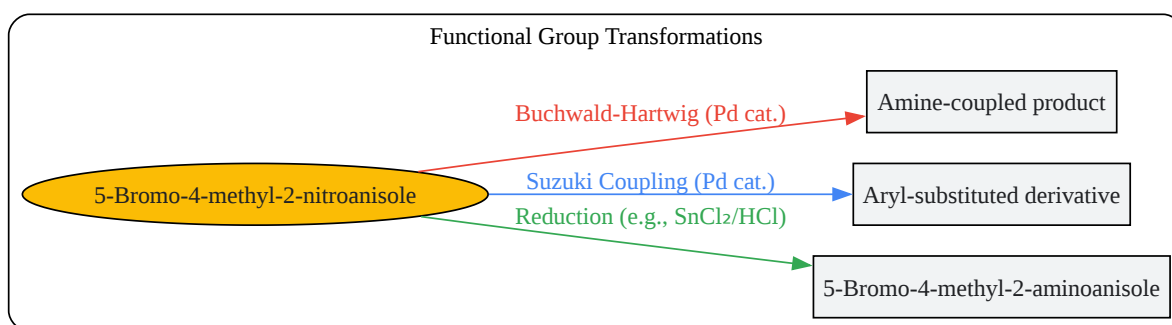 Functional Group Transformations
Buchwald-Hartwig (Pd cat.)
Amine-coupled product
5-Bromo-4-methyl-2-nitroanisole
Suzuki Coupling (Pd cat.)
Aryl-substituted derivative
Reduction (e.g., SnCl₂/HCl)
5-Bromo-4-methyl-2-aminoanisole